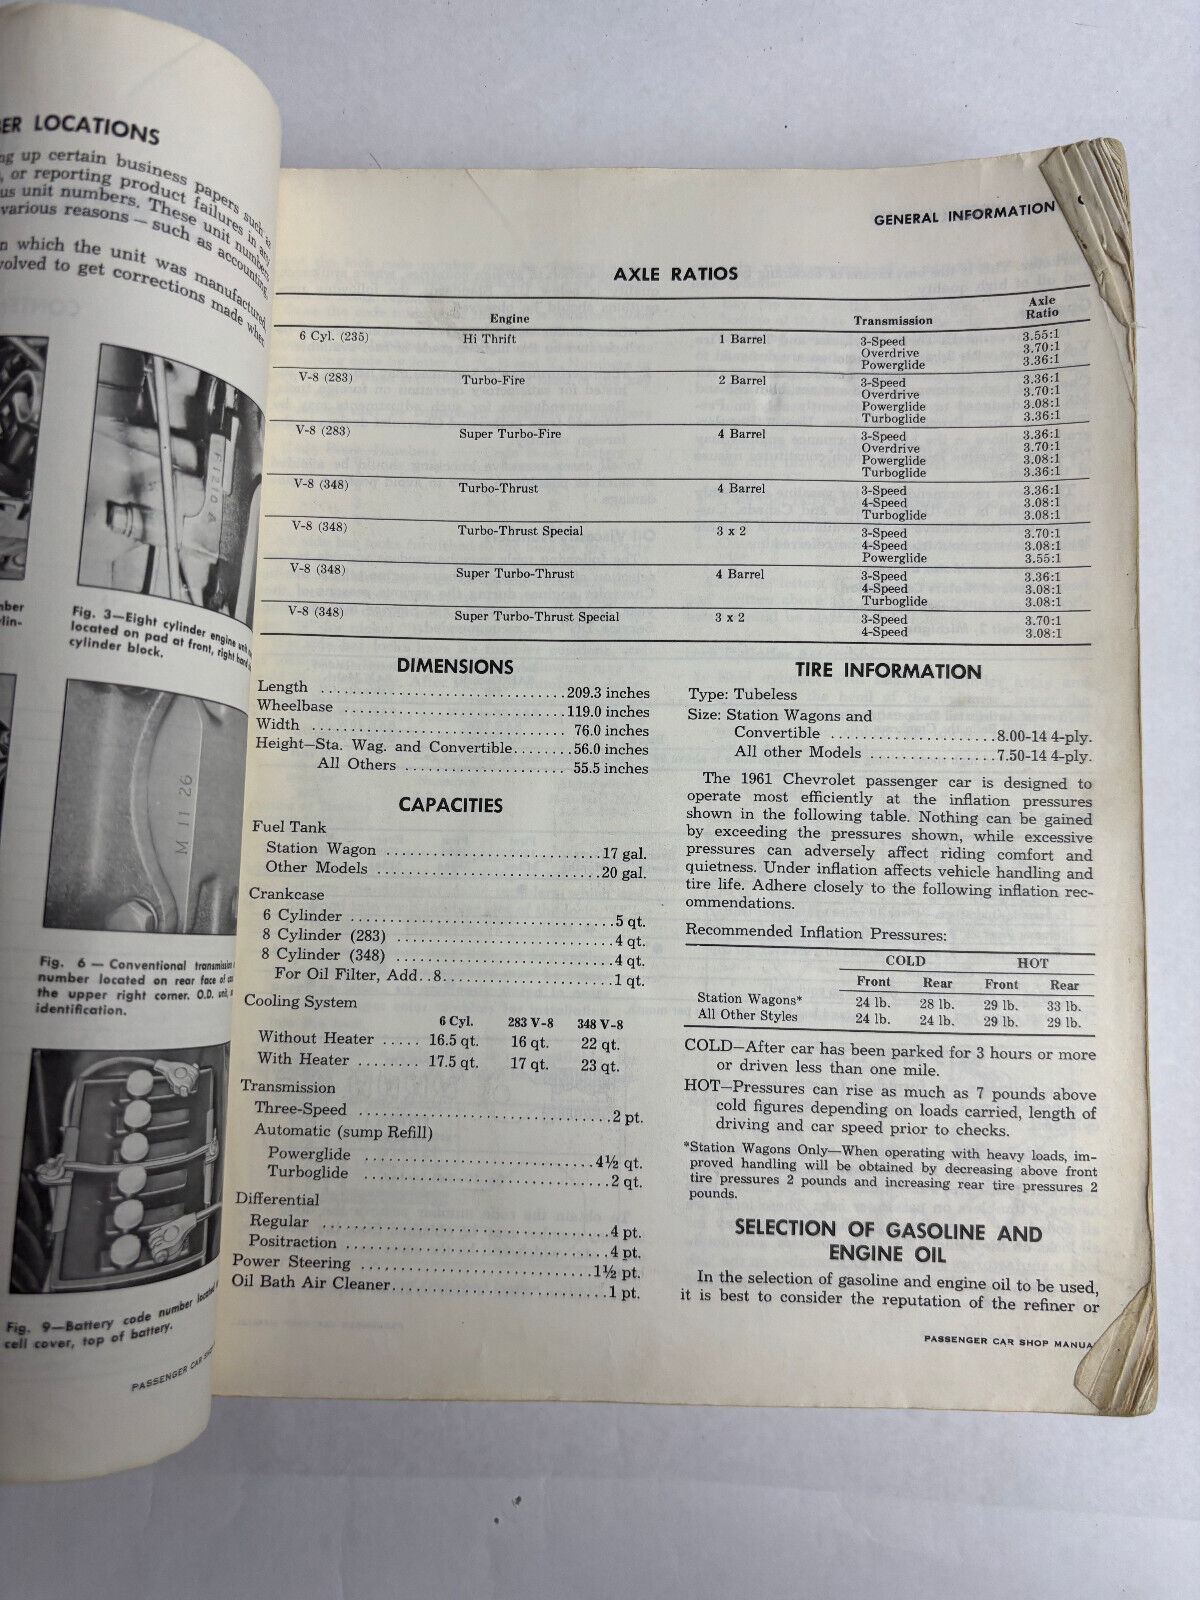 ER LOCATIONS
up certain business papers such
, or reporting product failures in any
us unit numbers. These unit numbers
various reasons — such as accounting,
n which the unit was manufactured
volved to get corrections made when
F1210A
Fig. 3—Eight cylinder engine unit
located on pad at front, right hand
cylinder block.
M 11 26
Fig. 6 — Conventional transmission
number located on rear face of
the upper right corner. O.D. unit,
identification.
Fig. 9—Battery code number located
cell cover, top of battery.
PASSENGER CAR
GENERAL INFORMATION
AXLE RATIOS
Engine Transmission Axle Ratio
6 Cyl. (235) Hi Thrift 1 Barrel 3-Speed 3.55:1
Overdrive 3.70:1
Powerglide 3.36:1
V-8 (283) Turbo-Fire 2 Barrel 3-Speed 3.36:1
Overdrive 3.70:1
Powerglide 3.08:1
Turboglide 3.36:1
V-8 (283) Super Turbo-Fire 4 Barrel 3-Speed 3.36:1
Overdrive 3.70:1
Powerglide 3.08:1
Turboglide 3.36:1
V-8 (348) Turbo-Thrust 4 Barrel 3-Speed 3.36:1
4-Speed 3.08:1
Turboglide 3.08:1
V-8 (348) Turbo-Thrust Special 3 x 2 3-Speed 3.70:1
4-Speed 3.08:1
Powerglide 3.55:1
V-8 (348) Super Turbo-Thrust 4 Barrel 3-Speed 3.36:1
4-Speed 3.08:1
Turboglide 3.08:1
V-8 (348) Super Turbo-Thrust Special 3 x 2 3-Speed 3.70:1
4-Speed 3.08:1
DIMENSIONS
Length ..............................209.3 inches
Wheelbase ...........................119.0 inches
Width ............................... 76.0 inches
Height—Sta. Wag. and Convertible........56.0 inches
All Others .................... 55.5 inches
CAPACITIES
Fuel Tank
Station Wagon ...........................17 gal.
Other Models ............................20 gal.
Crankcase
6 Cylinder .................................5 qt.
8 Cylinder (283) ...........................4 qt.
8 Cylinder (348) ...........................4 qt.
For Oil Filter, Add..8.....................1 qt.
Cooling System
6 Cyl. 283 V-8 348 V-8
Without Heater ..... 16.5 qt. 16 qt. 22 qt.
With Heater ........ 17.5 qt. 17 qt. 23 qt.
Transmission
Three-Speed ................................2 pt.
Automatic (sump Refill)
Powerglide .............................4½ qt.
Turboglide ...............................2 qt.
Differential
Regular ....................................4 pt.
Positraction .................................4 pt.
Power Steering ..............................1½ pt.
Oil Bath Air Cleaner...........................1 pt.
TIRE INFORMATION
Type: Tubeless
Size: Station Wagons and
Convertible .....................8.00-14 4-ply.
All other Models ................7.50-14 4-ply.
The 1961 Chevrolet passenger car is designed to
operate most efficiently at the inflation pressures
shown in the following table. Nothing can be gained
by exceeding the pressures shown, while excessive
pressures can adversely affect riding comfort and
quietness. Under inflation affects vehicle handling and
tire life. Adhere closely to the following inflation rec-
ommendations.
Recommended Inflation Pressures:
COLD HOT
Front Rear Front Rear
Station Wagons* 24 lb. 28 lb. 29 lb. 33 lb.
All Other Styles 24 lb. 24 lb. 29 lb. 29 lb.
COLD—After car has been parked for 3 hours or more
or driven less than one mile.
HOT—Pressures can rise as much as 7 pounds above
cold figures depending on loads carried, length of
driving and car speed prior to checks.
*Station Wagons Only—When operating with heavy loads, im-
proved handling will be obtained by decreasing above front
tire pressures 2 pounds and increasing rear tire pressures 2
pounds.
SELECTION OF GASOLINE AND
ENGINE OIL
In the selection of gasoline and engine oil to be used,
it is best to consider the reputation of the refiner or
PASSENGER CAR SHOP MANUA